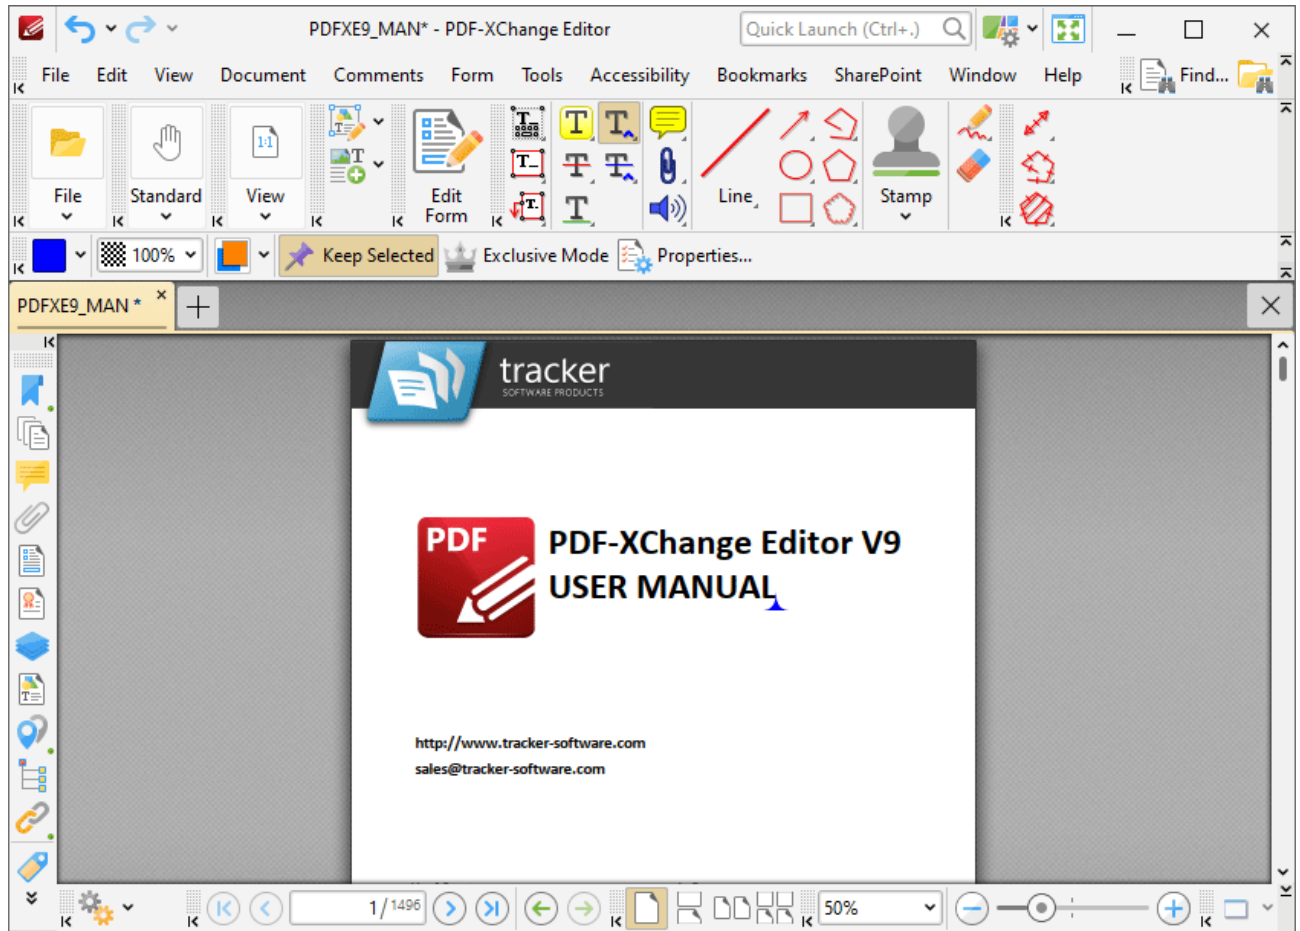 PDFXE9_MAN* - PDF-XChange Editor
Quick Launch (Ctrl+.)
File Edit View Document Comments Form Tools Accessibility Bookmarks SharePoint Window Help Find...
File Standard 1:1 View Edit Form Line Stamp
100% Keep Selected Exclusive Mode Properties...
PDFXE9_MAN *
tracker
SOFTWARE PRODUCTS
PDF
PDF-XChange Editor V9
USER MANUAL
http://www.tracker-software.com
sales@tracker-software.com
1/1496 50%